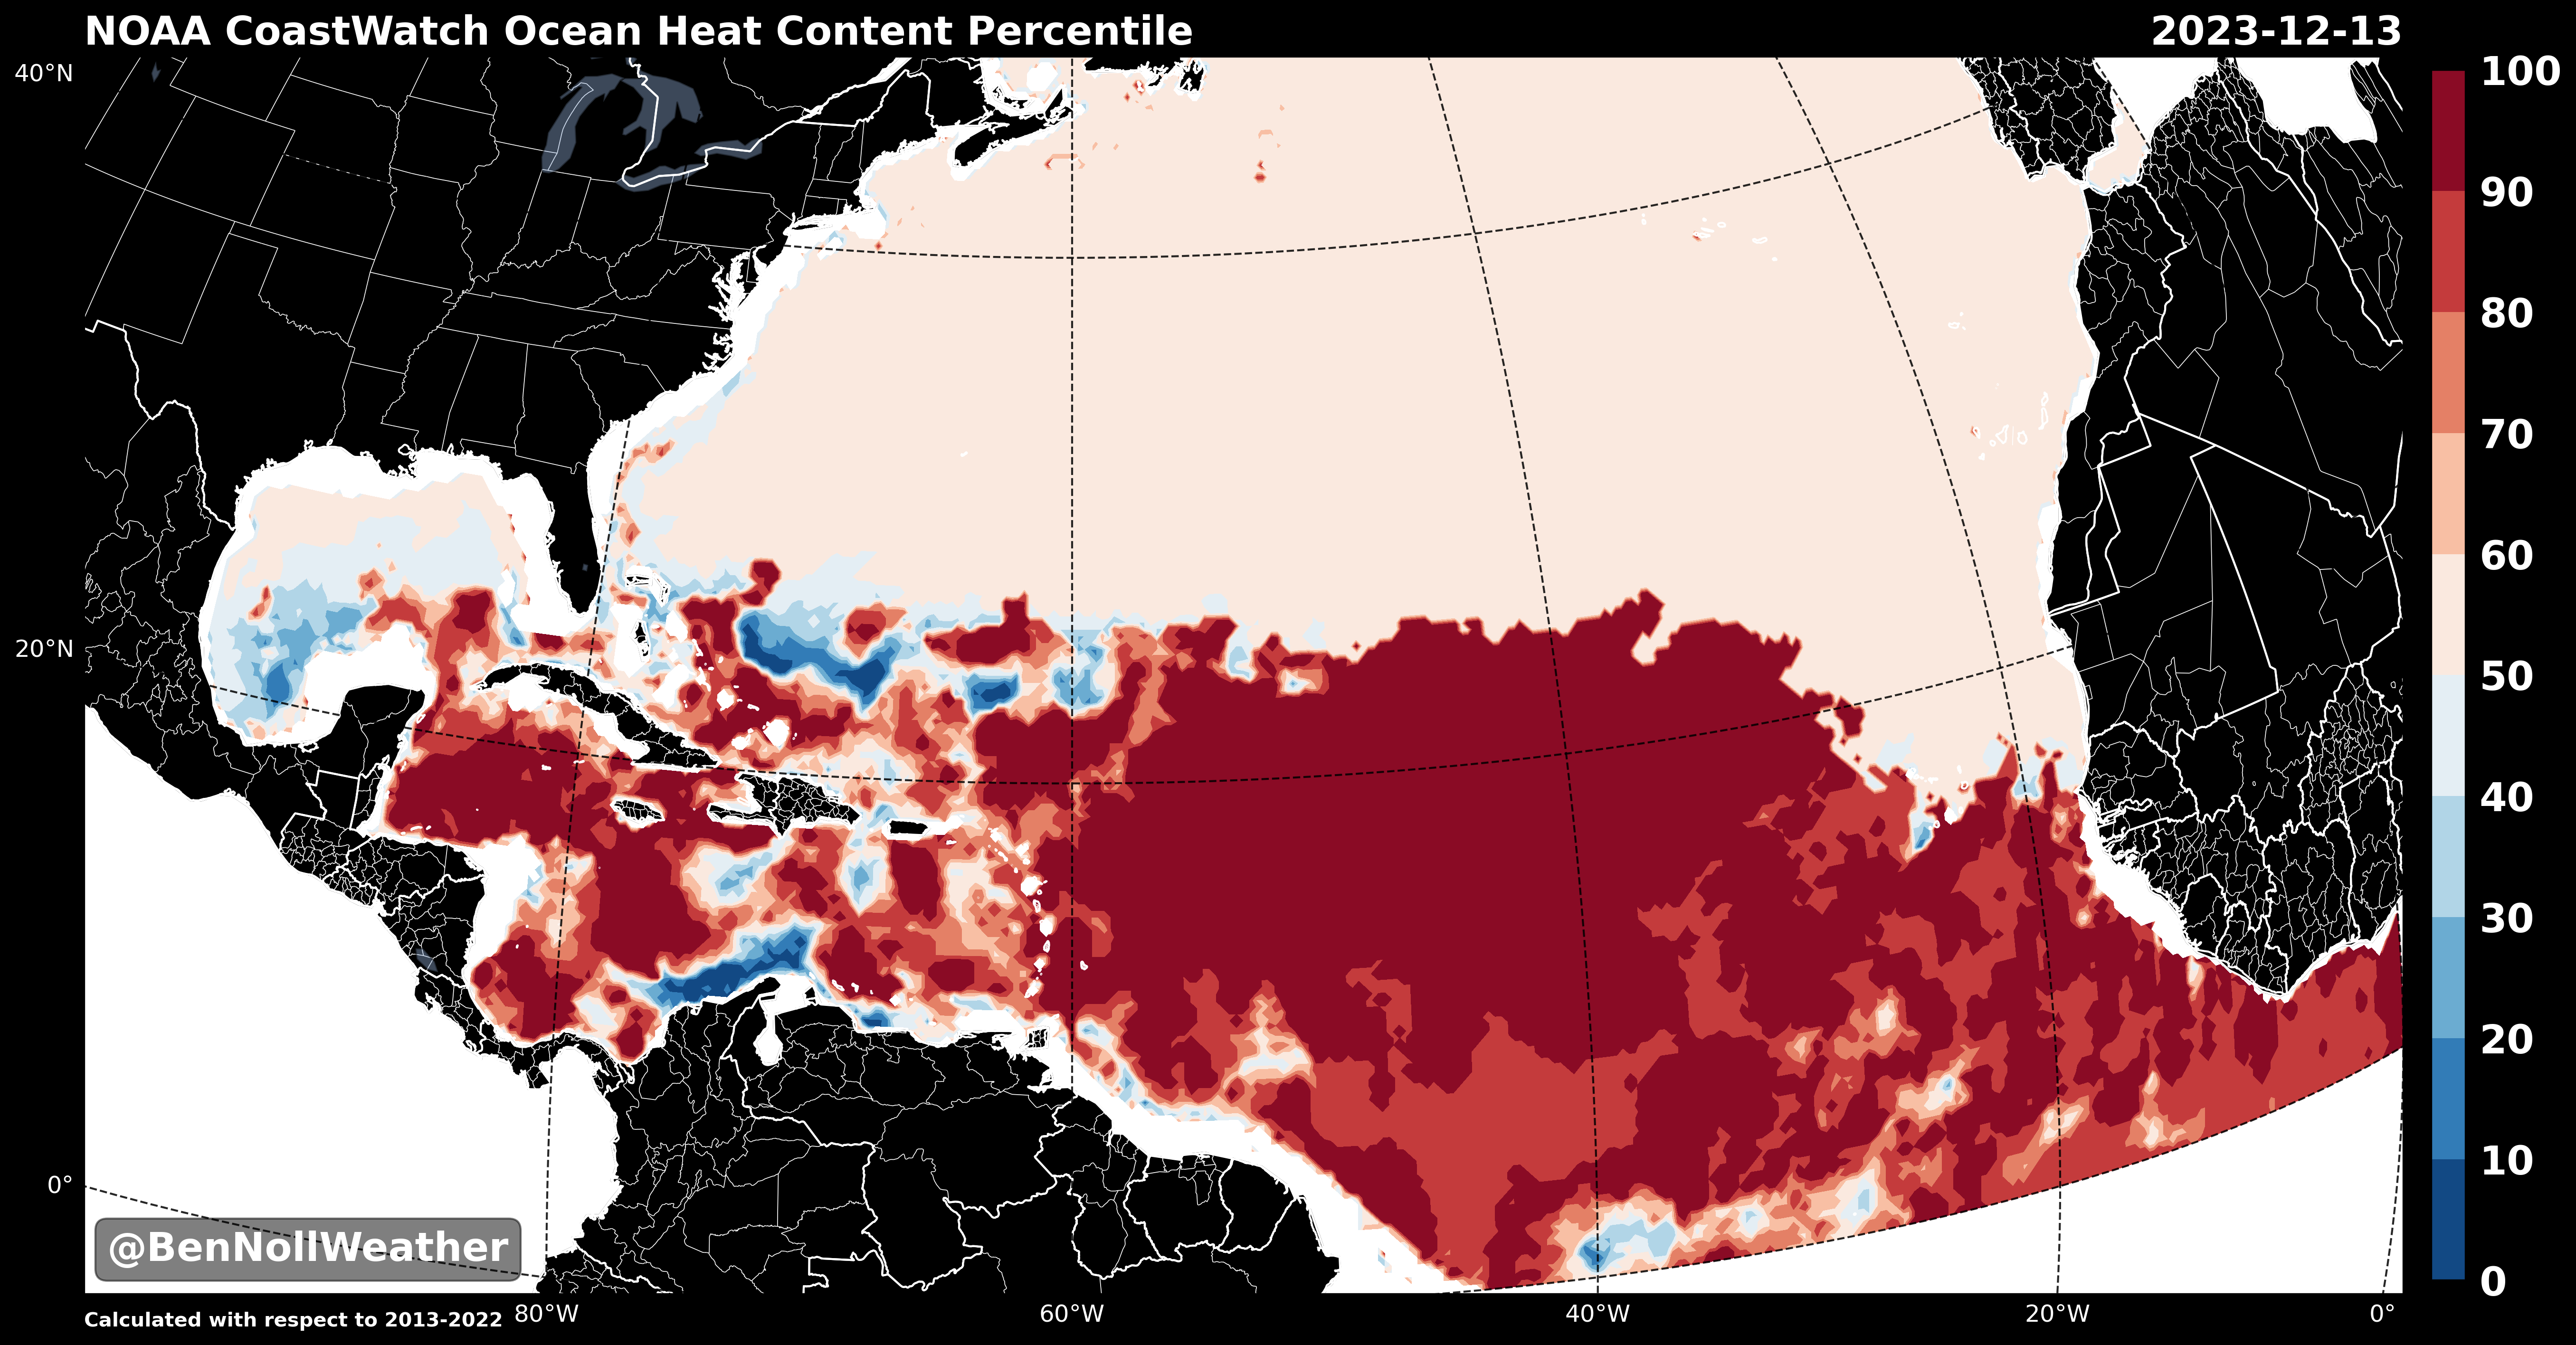 NOAA CoastWatch Ocean Heat Content Percentile
2023-12-13
40°N
20°N
0°
100
90
80
70
60
50
40
30
20
10
0
@BenNollWeather
Calculated with respect to 2013-2022
80°W
60°W
40°W
20°W
0°